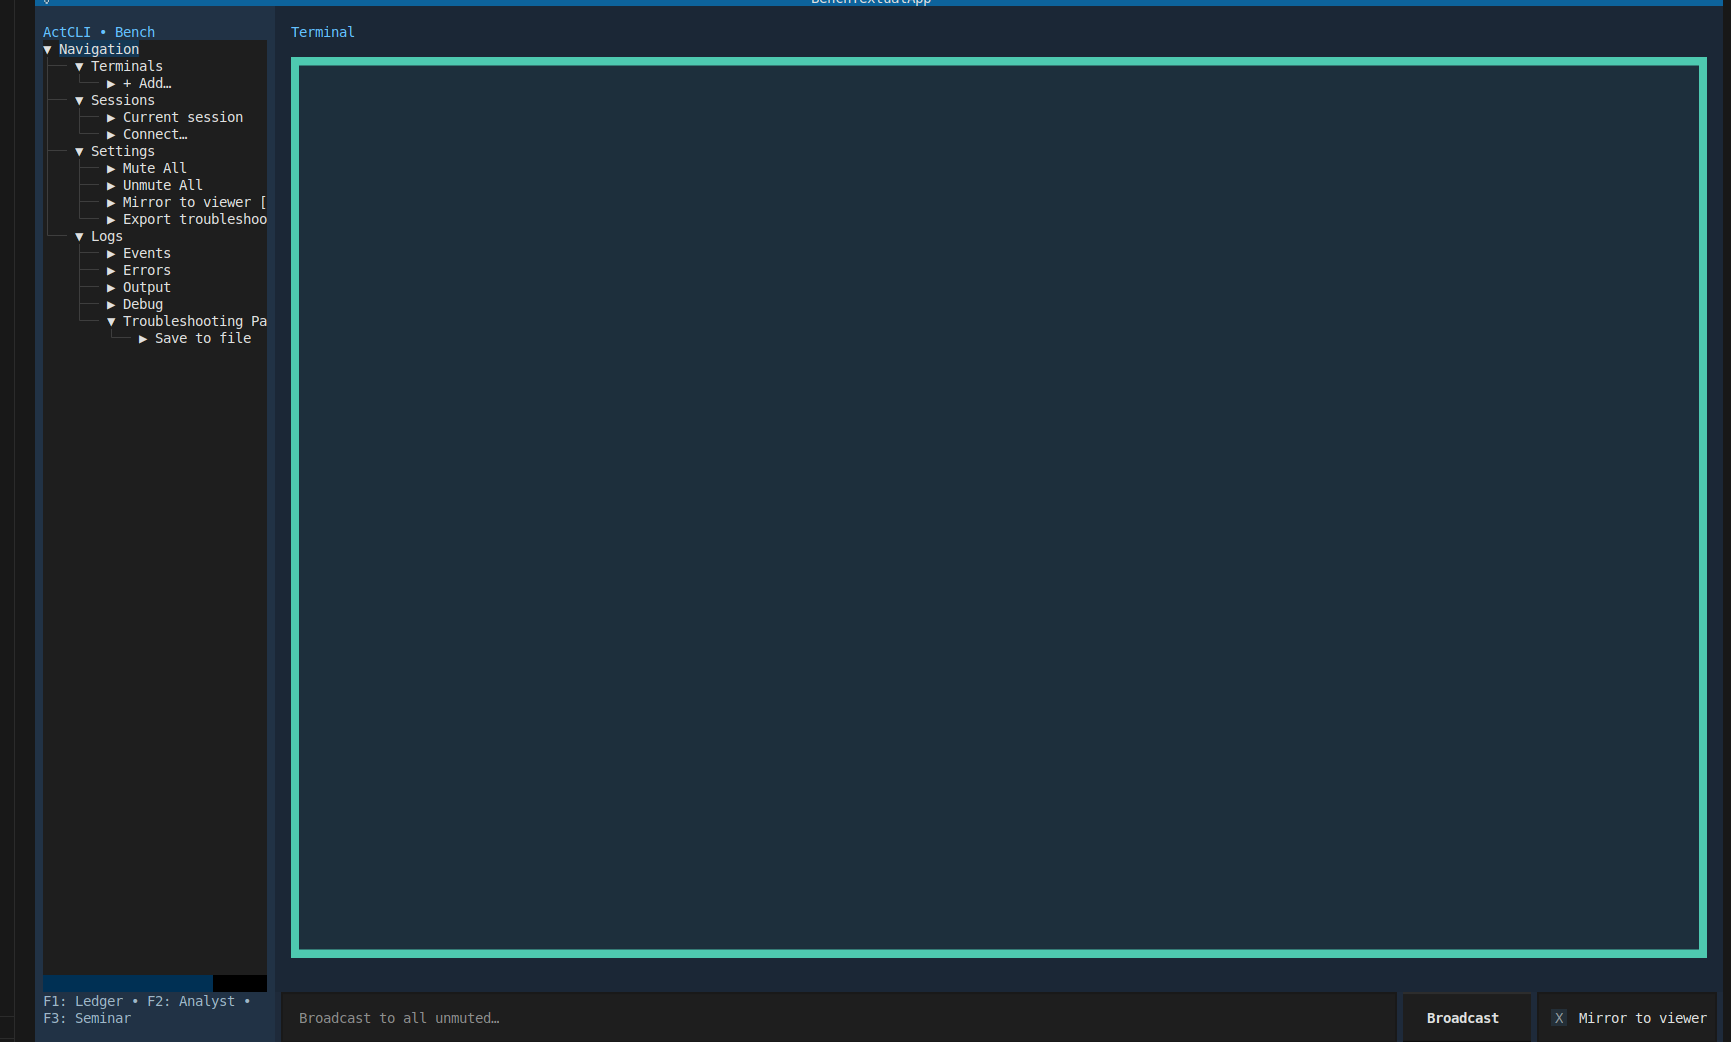 BenchTextualApp
ActCLI • Bench
▼ Navigation
▼ Terminals
▶ + Add…
▼ Sessions
▶ Current session
▶ Connect…
▼ Settings
▶ Mute All
▶ Unmute All
▶ Mirror to viewer [
▶ Export troubleshoo
▼ Logs
▶ Events
▶ Errors
▶ Output
▶ Debug
▼ Troubleshooting Pa
▶ Save to file
F1: Ledger • F2: Analyst •
F3: Seminar
Terminal
Broadcast to all unmuted…
Broadcast
X Mirror to viewer